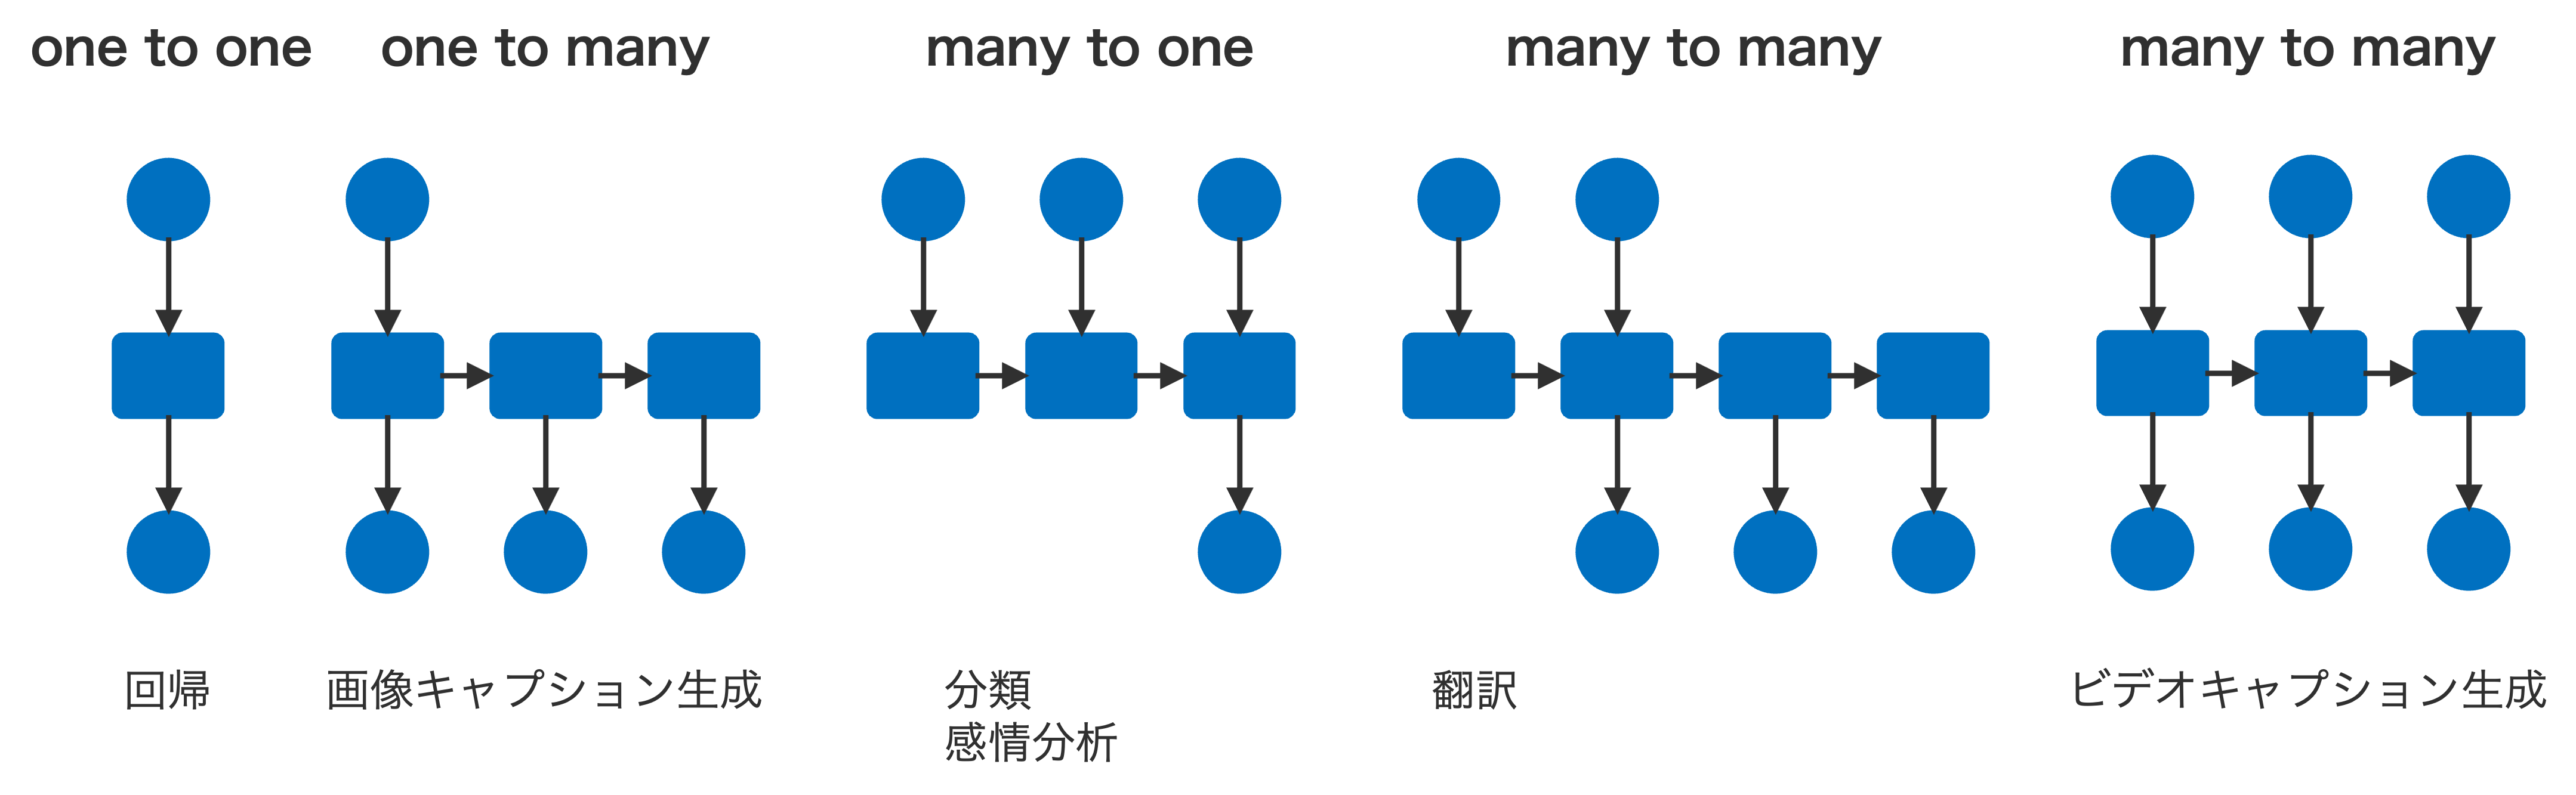 one to one
one to many
many to one
many to many
many to many
回帰
画像キャプション生成
分類
感情分析
翻訳
ビデオキャプション生成